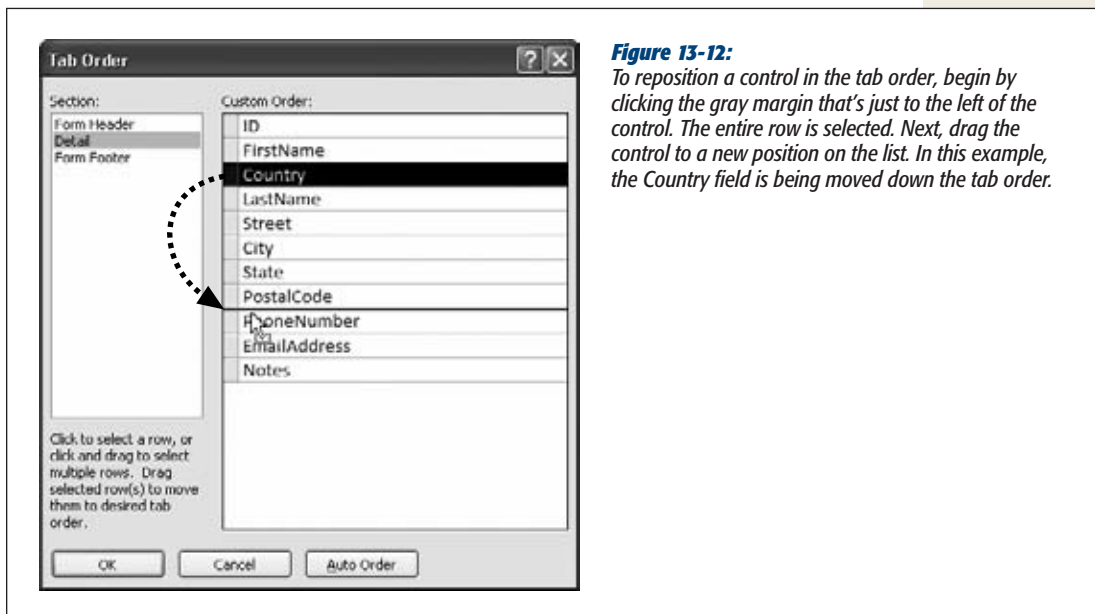 Tab Order
Section:
Form Header
Detail
Form Footer
Click to select a row, or
click and drag to select
multiple rows. Drag
selected row(s) to move
them to desired tab
order.
Custom Order:
ID
FirstName
Country
LastName
Street
City
State
PostalCode
PhoneNumber
EmailAddress
Notes
OK
Cancel
Auto Order
Figure 13-12:
To reposition a control in the tab order, begin by
clicking the gray margin that's just to the left of the
control. The entire row is selected. Next, drag the
control to a new position on the list. In this example,
the Country field is being moved down the tab order.